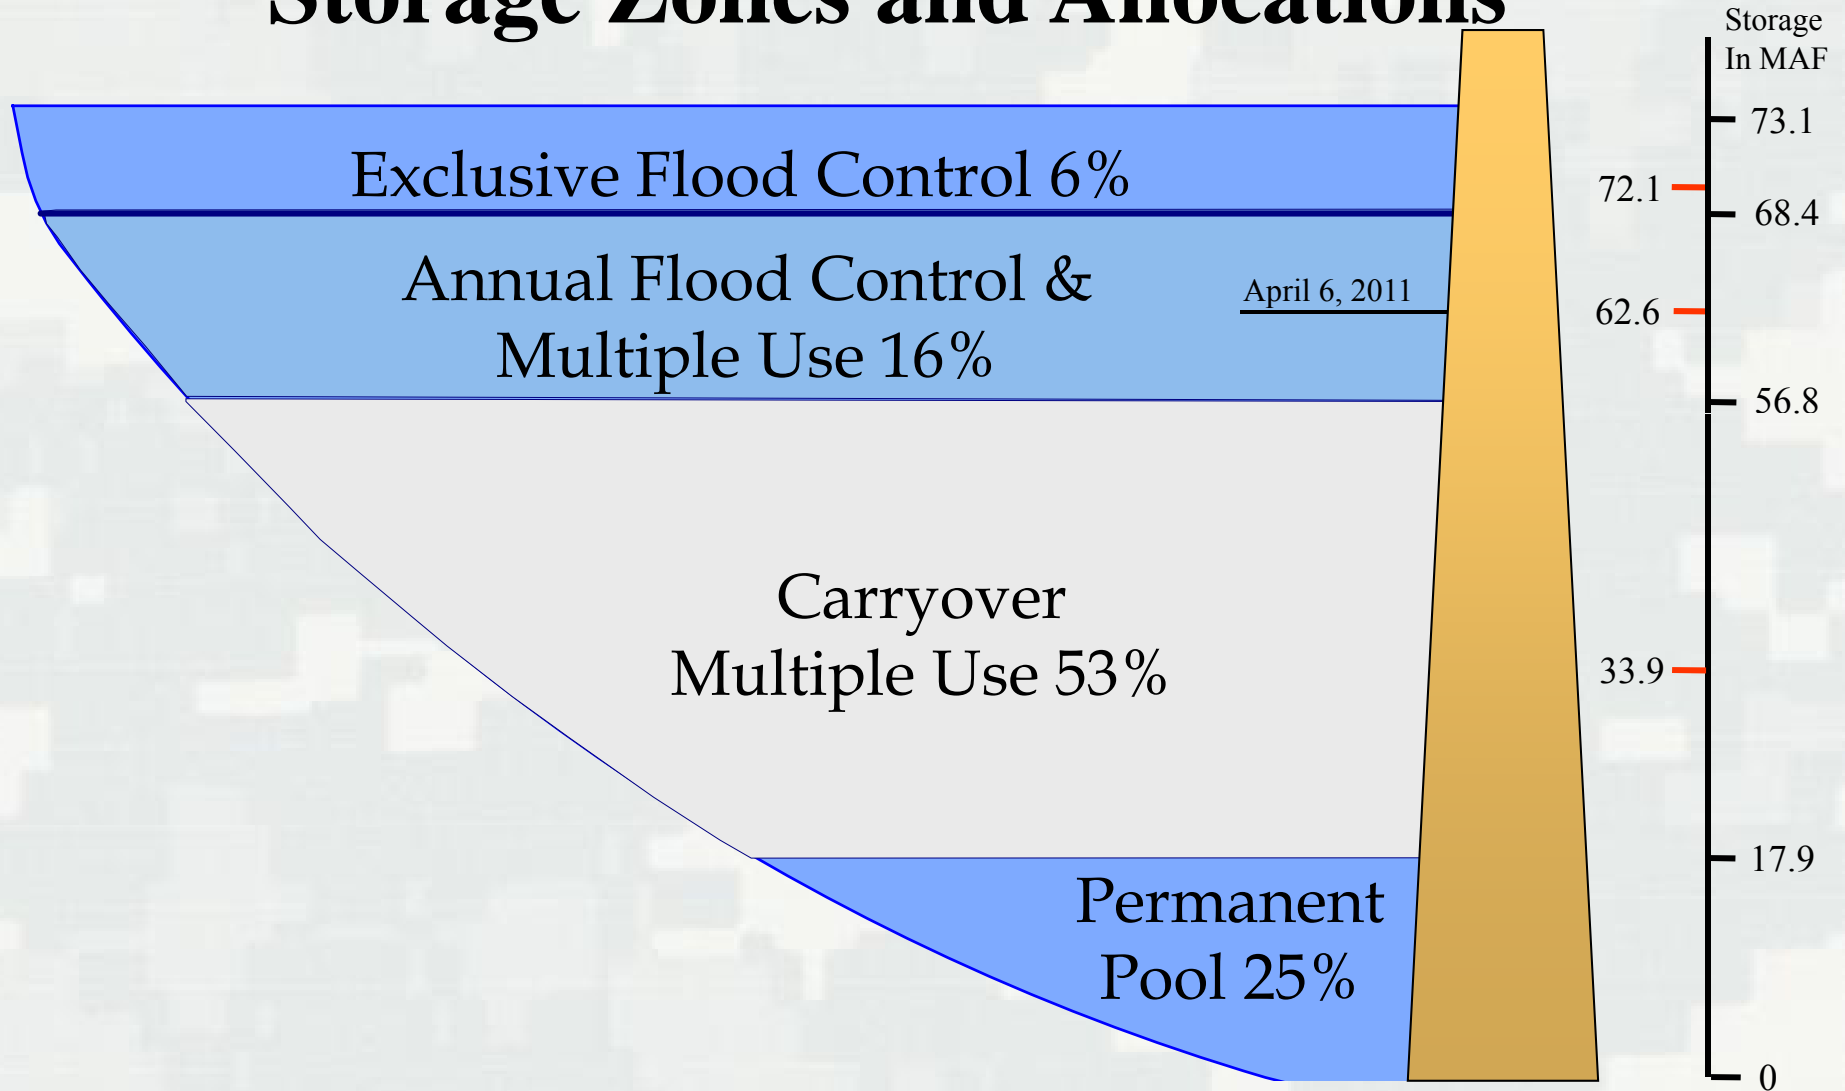 Storage Zones and Allocations
Storage
In MAF
73.1
Exclusive Flood Control 6%
72.1
68.4
Annual Flood Control &
Multiple Use 16%
April 6, 2011
62.6
56.8
Carryover
Multiple Use 53%
33.9
17.9
Permanent
Pool 25%
0